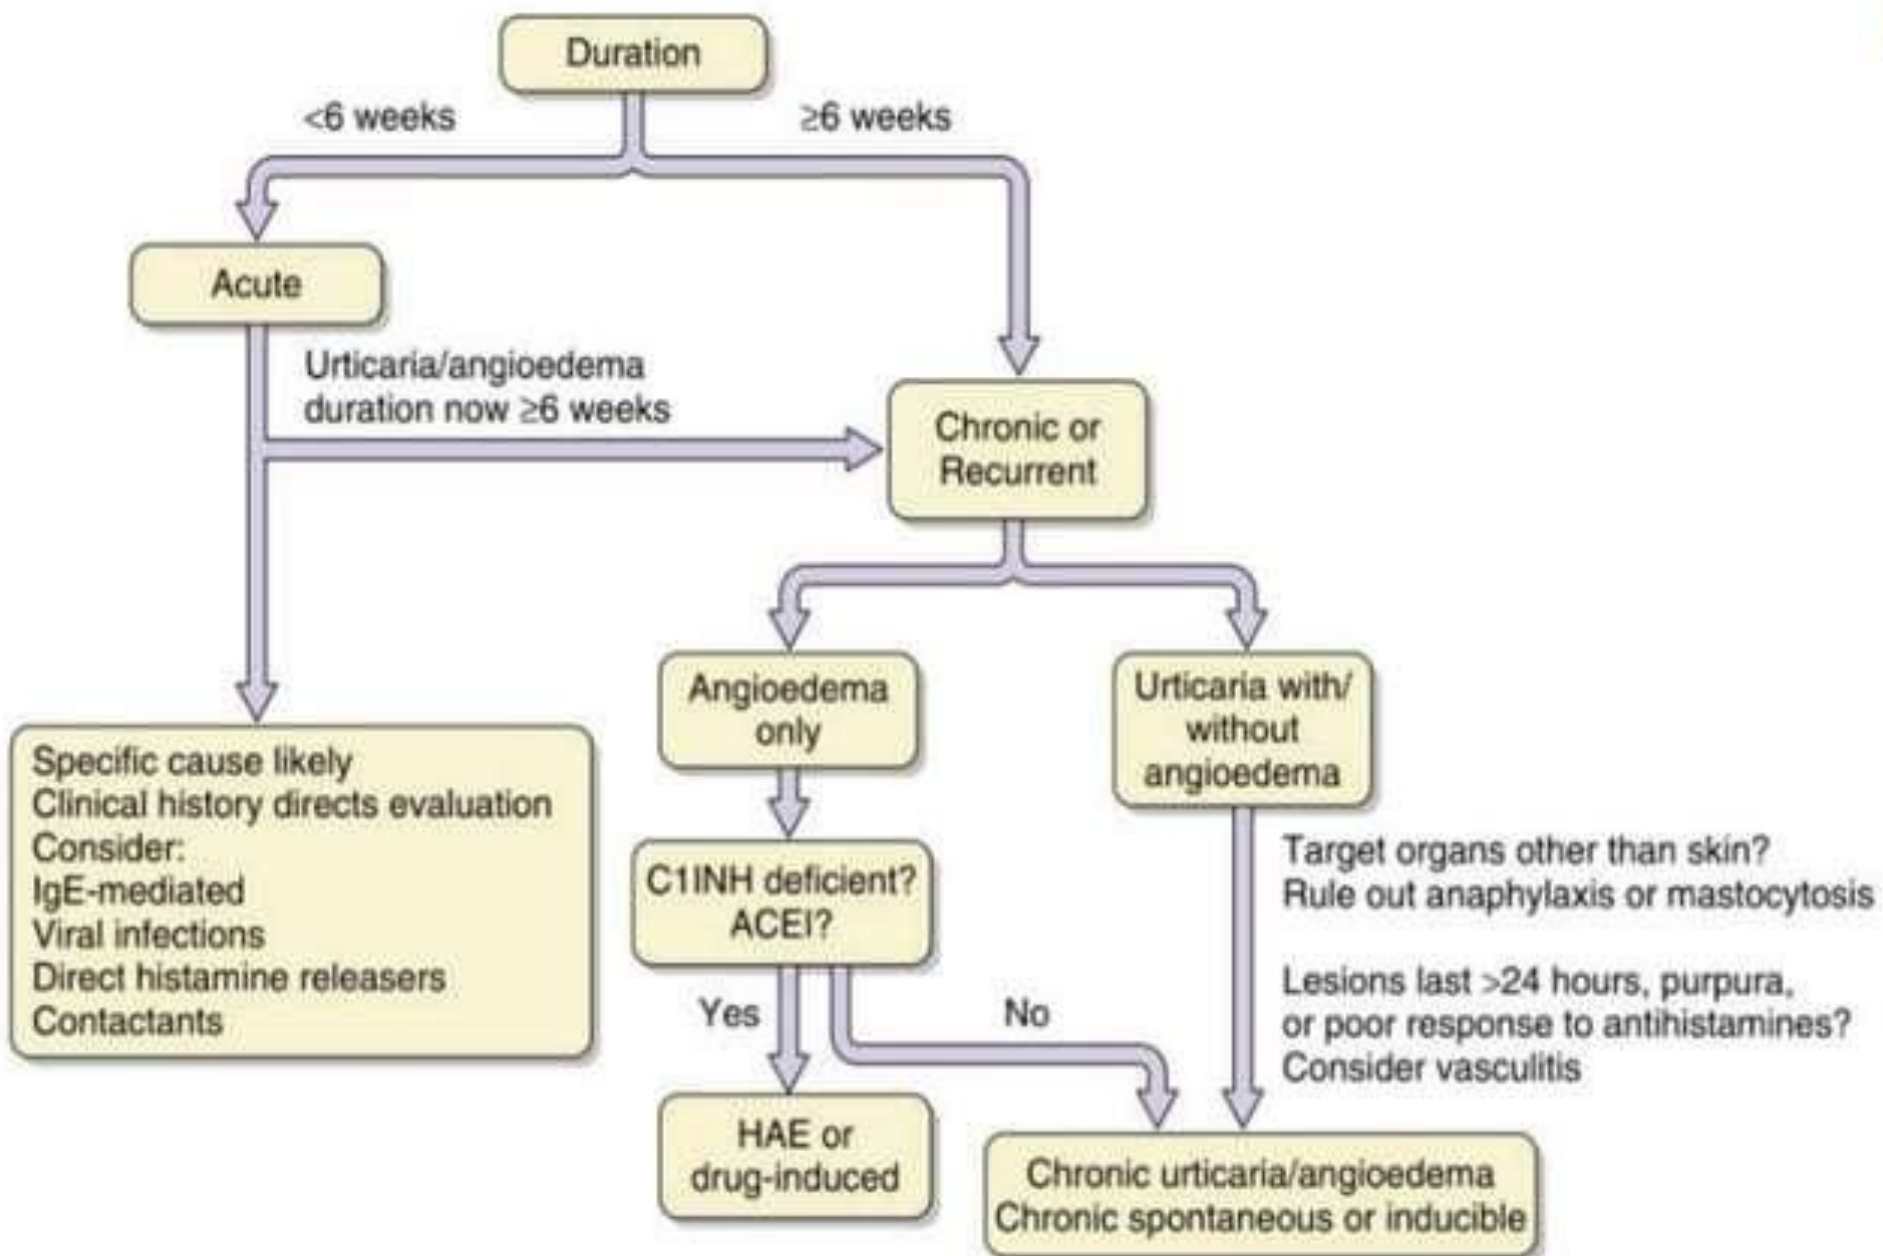 Duration
<6 weeks
≥6 weeks
Acute
Urticaria/angioedema
duration now ≥6 weeks
Chronic or
Recurrent
Angioedema
only
Urticaria with/
without
angioedema
Specific cause likely
Clinical history directs evaluation
Consider:
IgE-mediated
Viral infections
Direct histamine releasers
Contactants
C1INH deficient?
ACEI?
Target organs other than skin?
Rule out anaphylaxis or mastocytosis
Lesions last >24 hours, purpura,
or poor response to antihistamines?
Consider vasculitis
Yes
No
HAE or
drug-induced
Chronic urticaria/angioedema
Chronic spontaneous or inducible